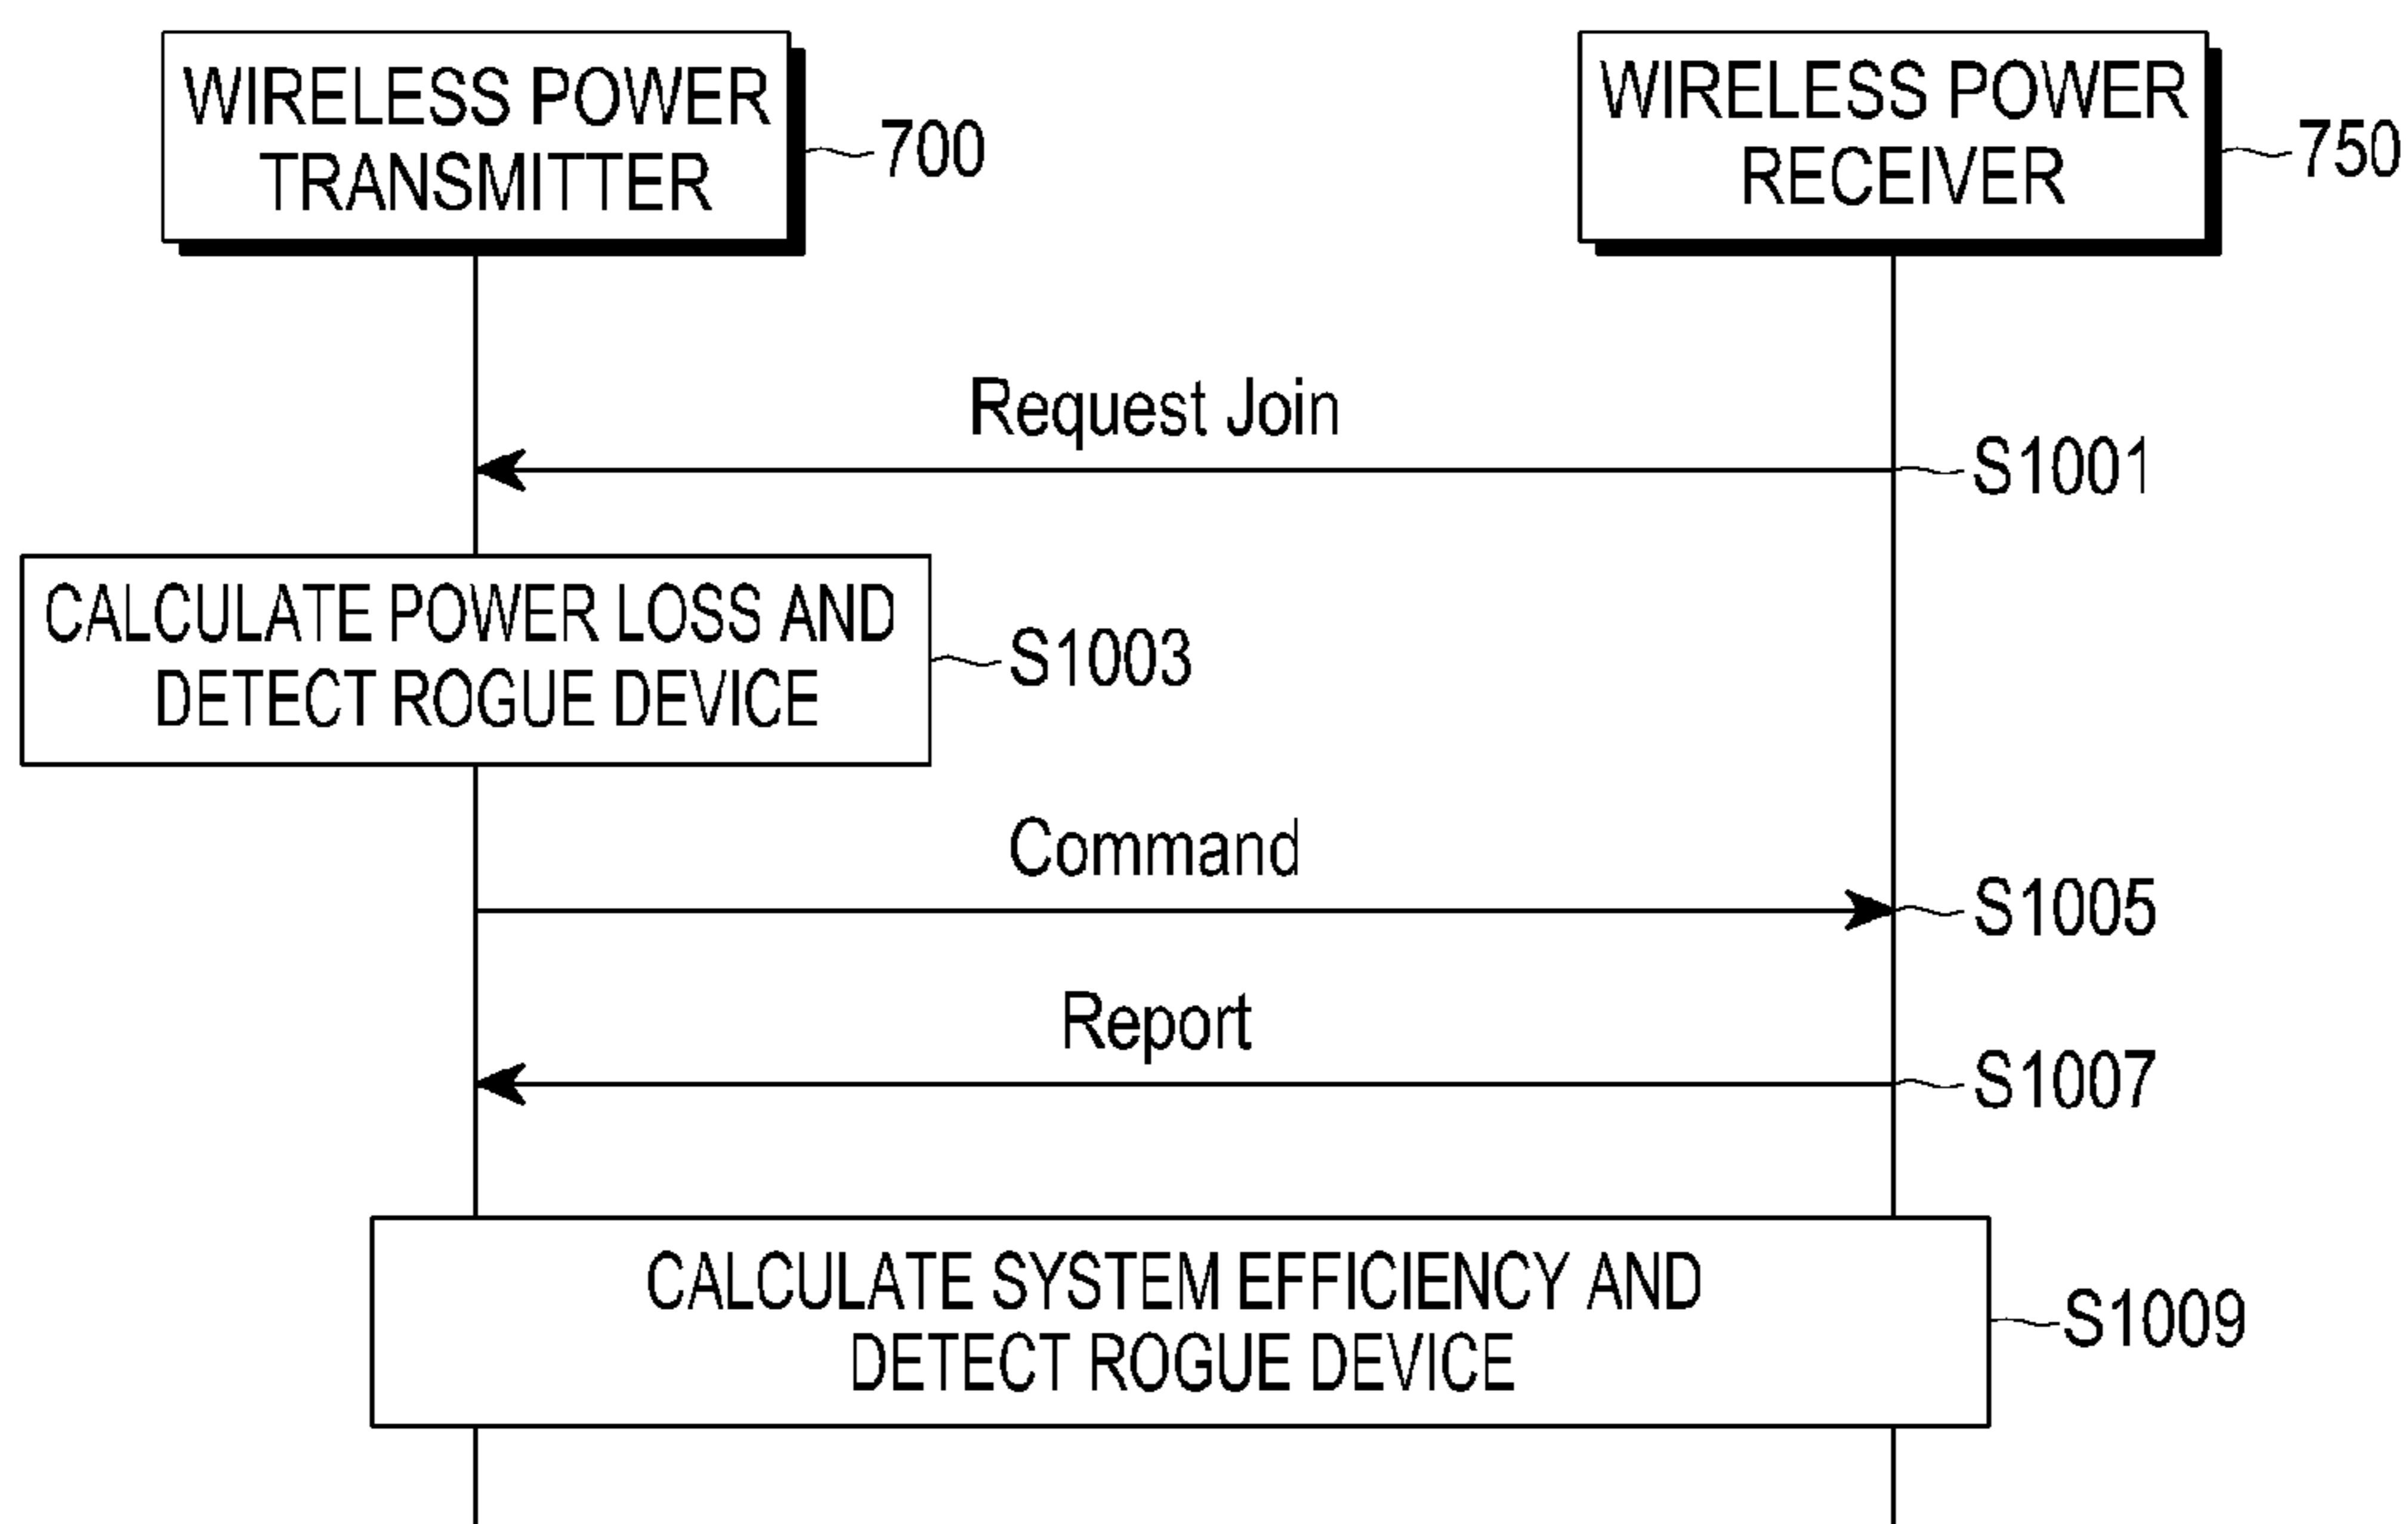 WIRELESS POWER
TRANSMITTER
700
WIRELESS POWER
RECEIVER
750
Request Join
S1001
CALCULATE POWER LOSS AND
DETECT ROGUE DEVICE
S1003
Command
S1005
Report
S1007
CALCULATE SYSTEM EFFICIENCY AND
DETECT ROGUE DEVICE
S1009